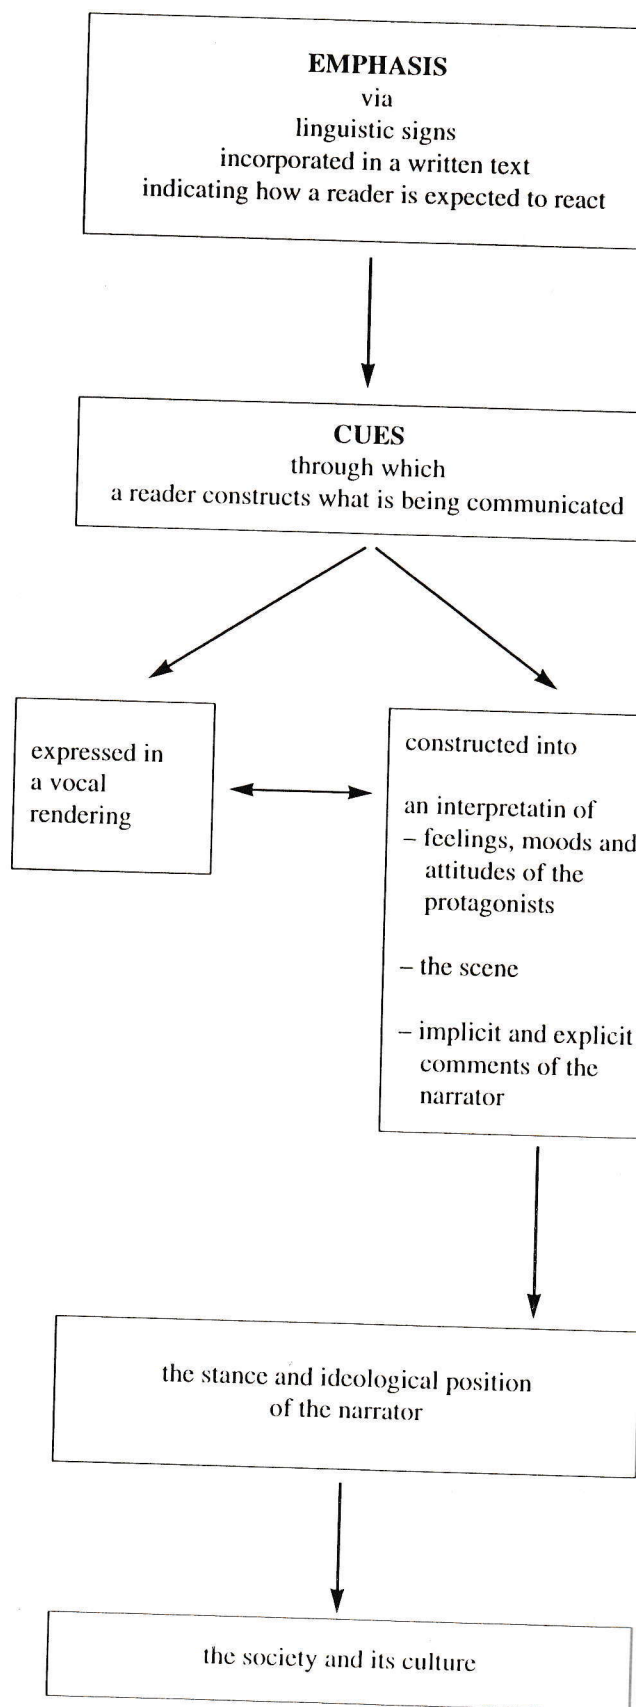 EMPHASIS
via
linguistic signs
incorporated in a written text
indicating how a reader is expected to react
CUES
through which
a reader constructs what is being communicated
expressed in
a vocal
rendering
constructed into
an interpretatin of
– feelings, moods and
attitudes of the
protagonists
– the scene
– implicit and explicit
comments of the
narrator
the stance and ideological position
of the narrator
the society and its culture